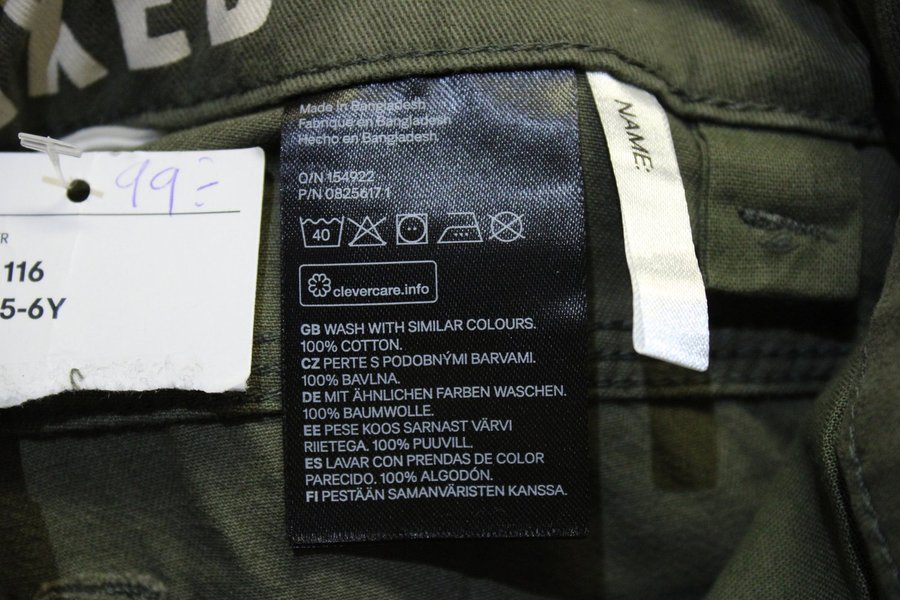 Made in Bangladesh
Fabriqué en Bangladesh
Hecho en Bangladesh
O/N 154922
P/N 0825617 1
40
clevercare.info
GB WASH WITH SIMILAR COLOURS.
100% COTTON.
CZ PERTE S PODOBNÝMI BARVAMI.
100% BAVLNA.
DE MIT ÄHNLICHEN FARBEN WASCHEN.
100% BAUMWOLLE.
EE PESE KOOS SARNAST VÄRVI
RIIETEGA. 100% PUUVILL.
ES LAVAR CON PRENDAS DE COLOR
PARECIDO. 100% ALGODÓN.
FI PESTÄÄN SAMANVÄRISTEN KANSSA.
NAME:
99:-
116
5-6Y